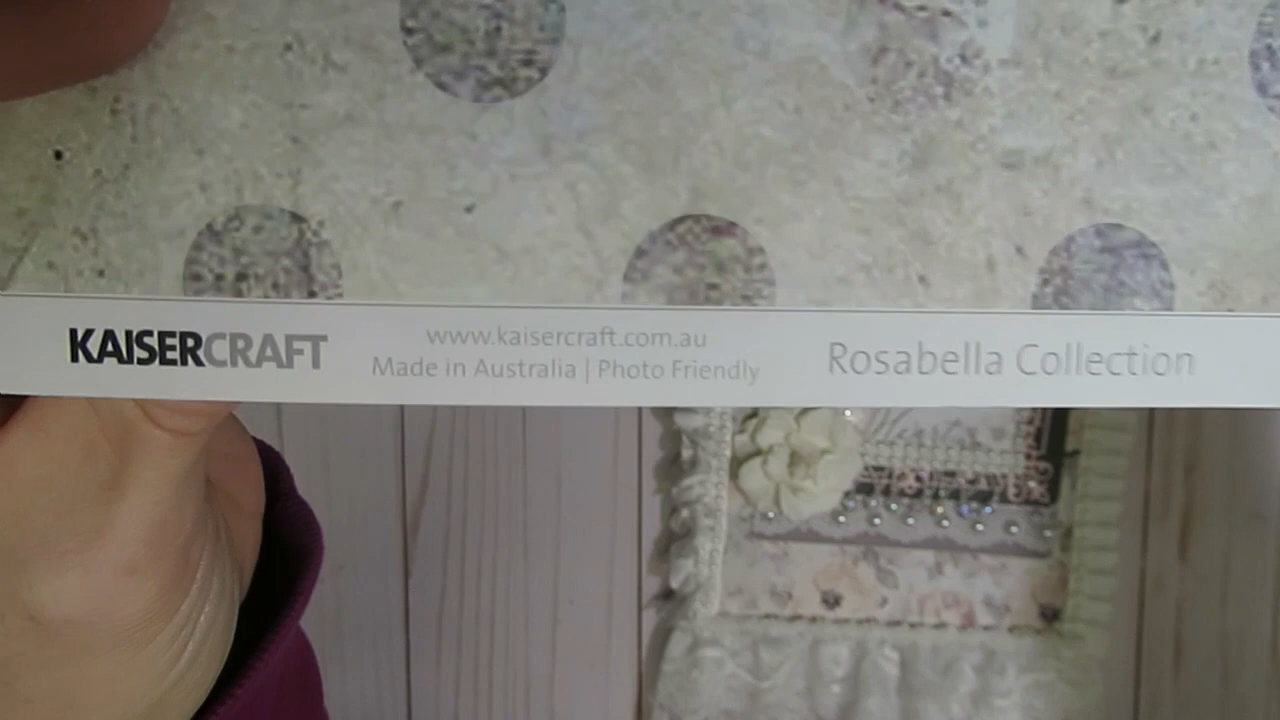 KAISERCRAFT
www.kaisercraft.com.au
Made in Australia | Photo Friendly
Rosabella Collection